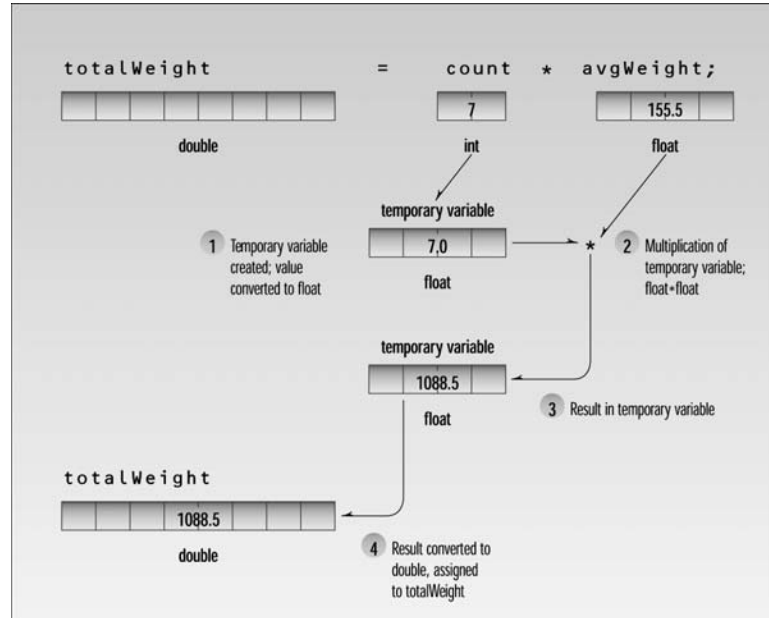 totalWeight = count * avgWeight;
7 155.5
double int float
temporary variable
1 Temporary variable
created; value
converted to float
7.0
float
*
2 Multiplication of
temporary variable;
float*float
temporary variable
1088.5
float
3 Result in temporary variable
totalWeight
1088.5
double
4 Result converted to
double, assigned
to totalWeight